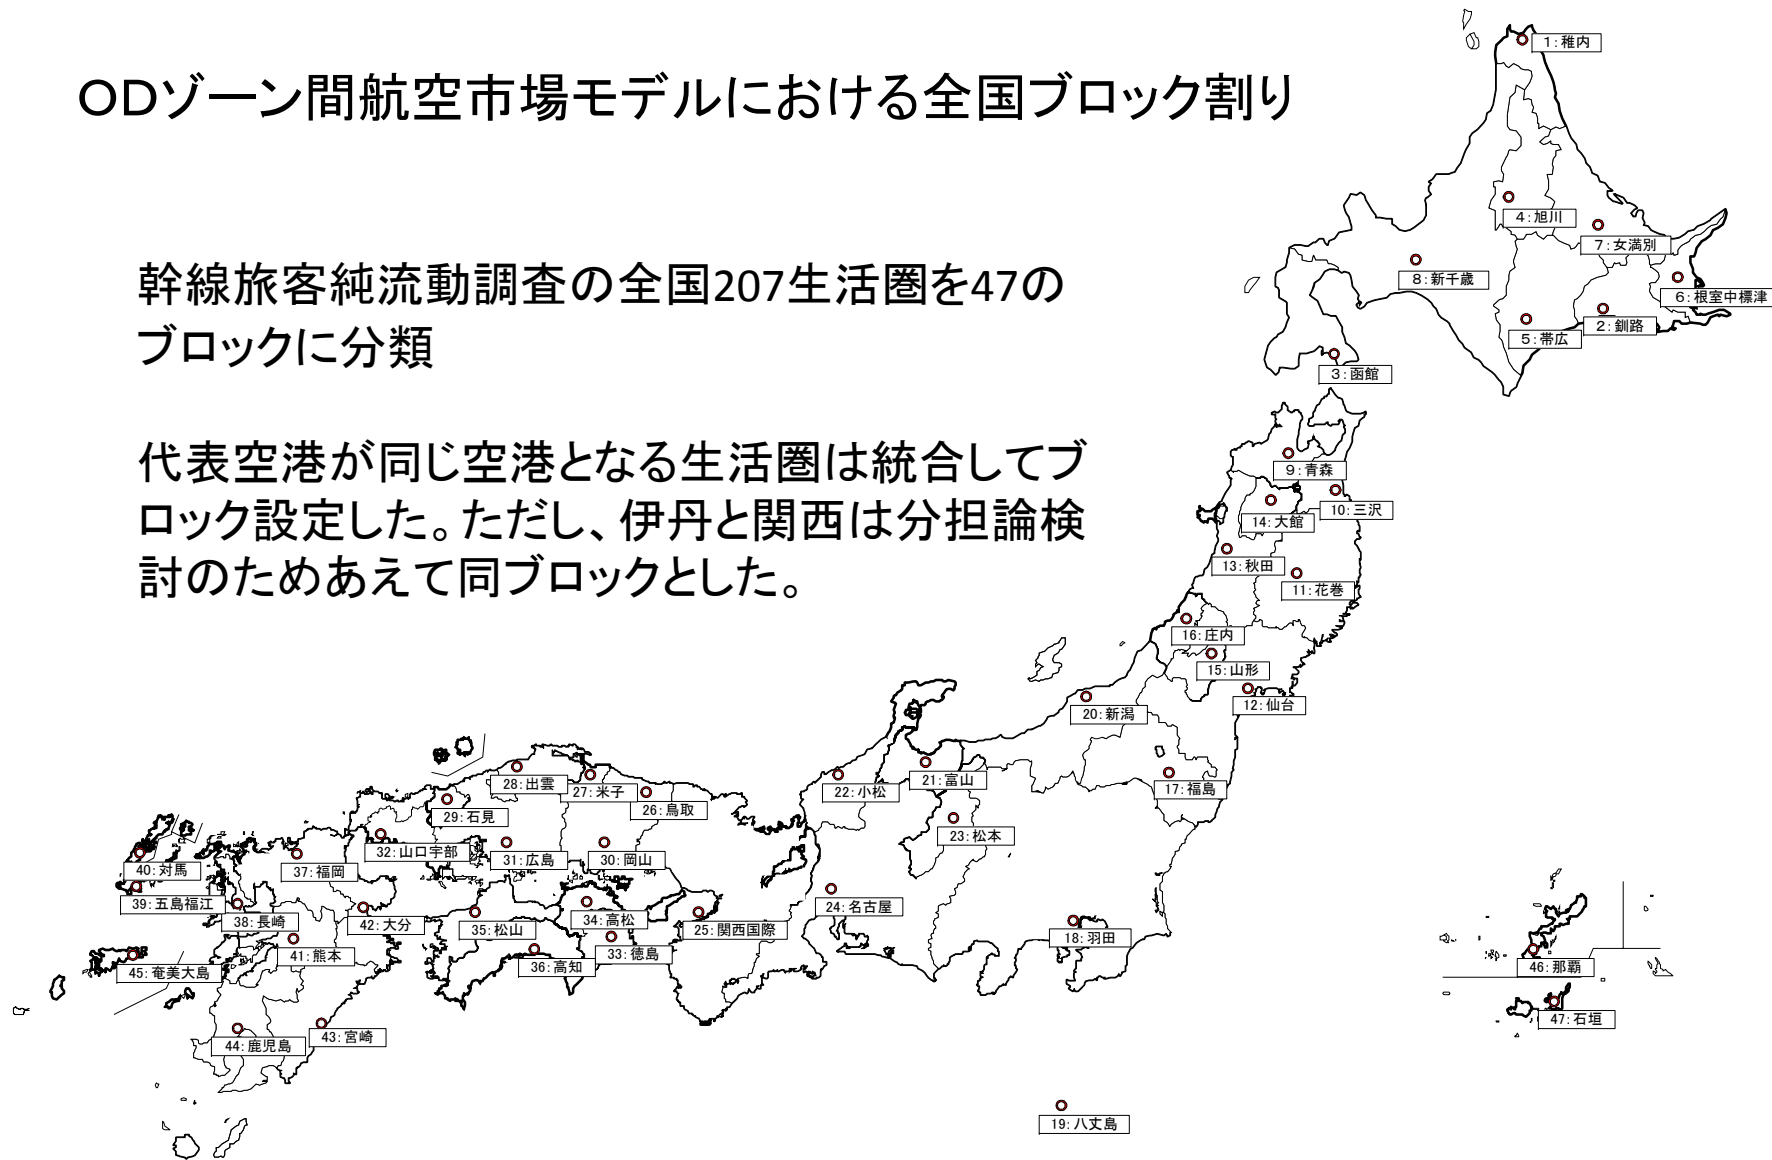 ODゾーン間航空市場モデルにおける全国ブロック割り
幹線旅客純流動調査の全国207生活圏を47の
ブロックに分類
代表空港が同じ空港となる生活圏は統合してブ
ロック設定した。ただし、伊丹と関西は分担論検
討のためあえて同ブロックとした。
1:稚内
4:旭川
7:女満別
8:新千歳
6:根室中標津
2:釧路
5:帯広
3:函館
9:青森
10:三沢
14:大館
13:秋田
11:花巻
16:庄内
15:山形
12:仙台
20:新潟
17:福島
21:富山
22:小松
23:松本
24:名古屋
18:羽田
19:八丈島
28:出雲
27:米子
26:鳥取
29:石見
32:山口宇部
31:広島
30:岡山
25:関西国際
34:高松
33:徳島
35:松山
36:高知
40:対馬
37:福岡
39:五島福江
38:長崎
42:大分
41:熊本
45:奄美大島
43:宮崎
44:鹿児島
46:那覇
47:石垣